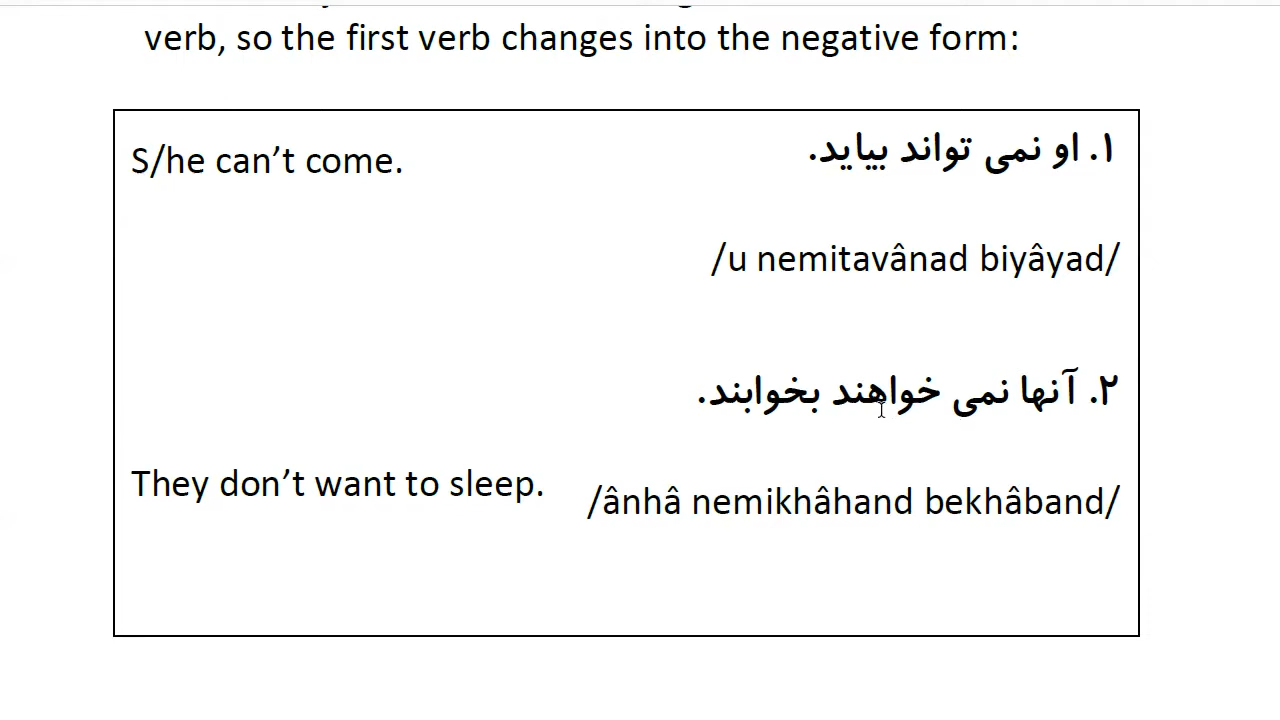 verb, so the first verb changes into the negative form:
S/he can’t come.
۱. او نمی تواند بیاید.
/u nemitavânad biyâyad/
۲. آنها نمی خواهند بخوابند.
They don’t want to sleep.
/ânhâ nemikhâhand bekhâband/